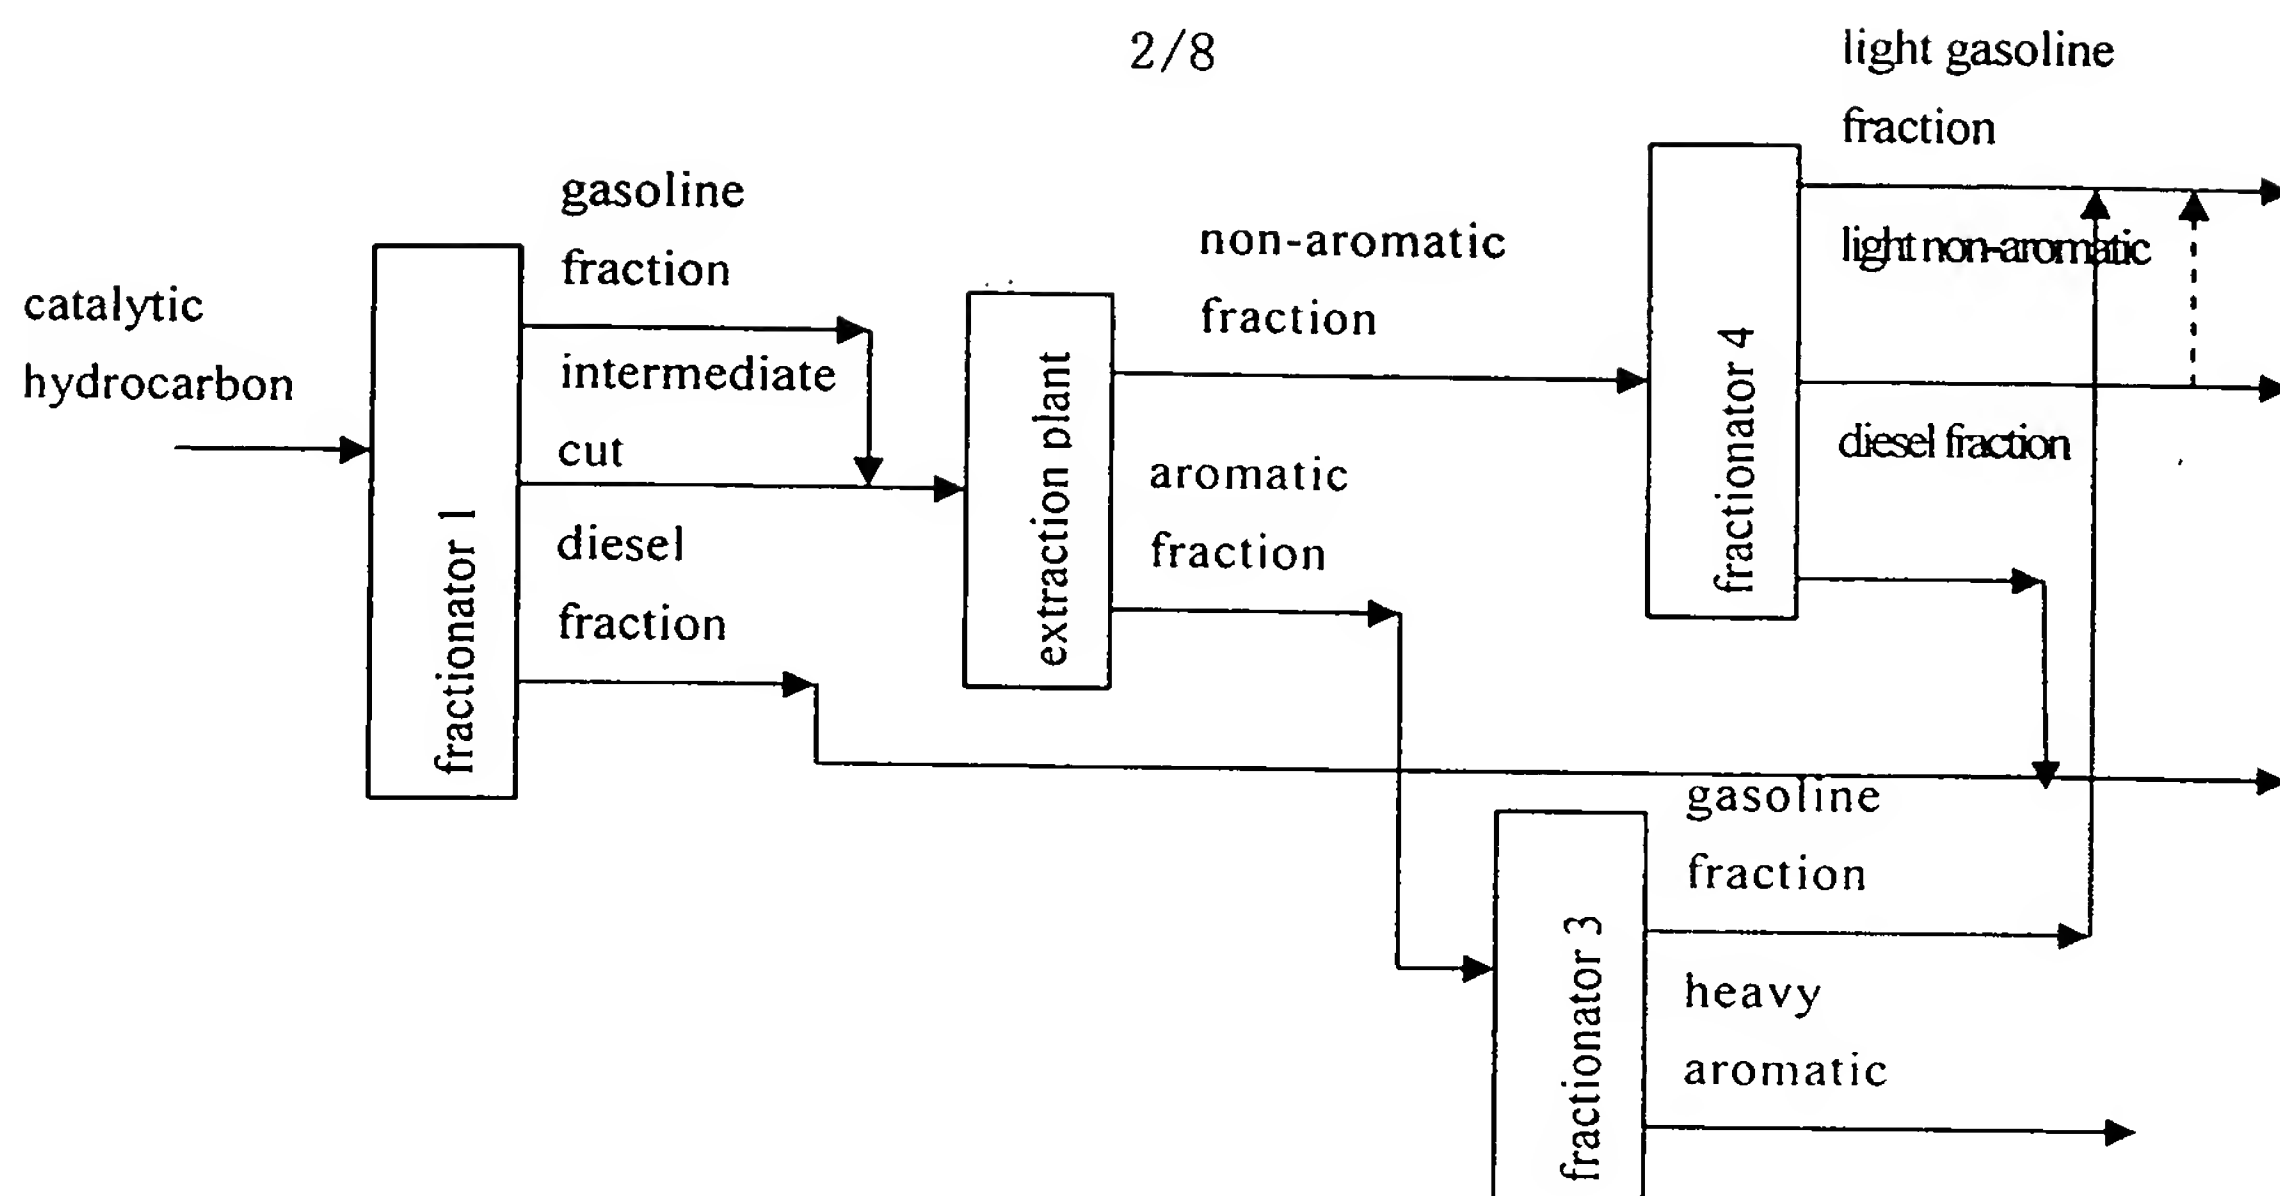 2/8
light gasoline
fraction
gasoline
fraction
non-aromatic
fraction
light non-aromatic
catalytic
hydrocarbon
intermediate
cut
extraction plant
fractionator 4
aromatic
fraction
diesel fraction
fractionator 1
diesel
fraction
gasoline
fraction
fractionator 3
heavy
aromatic